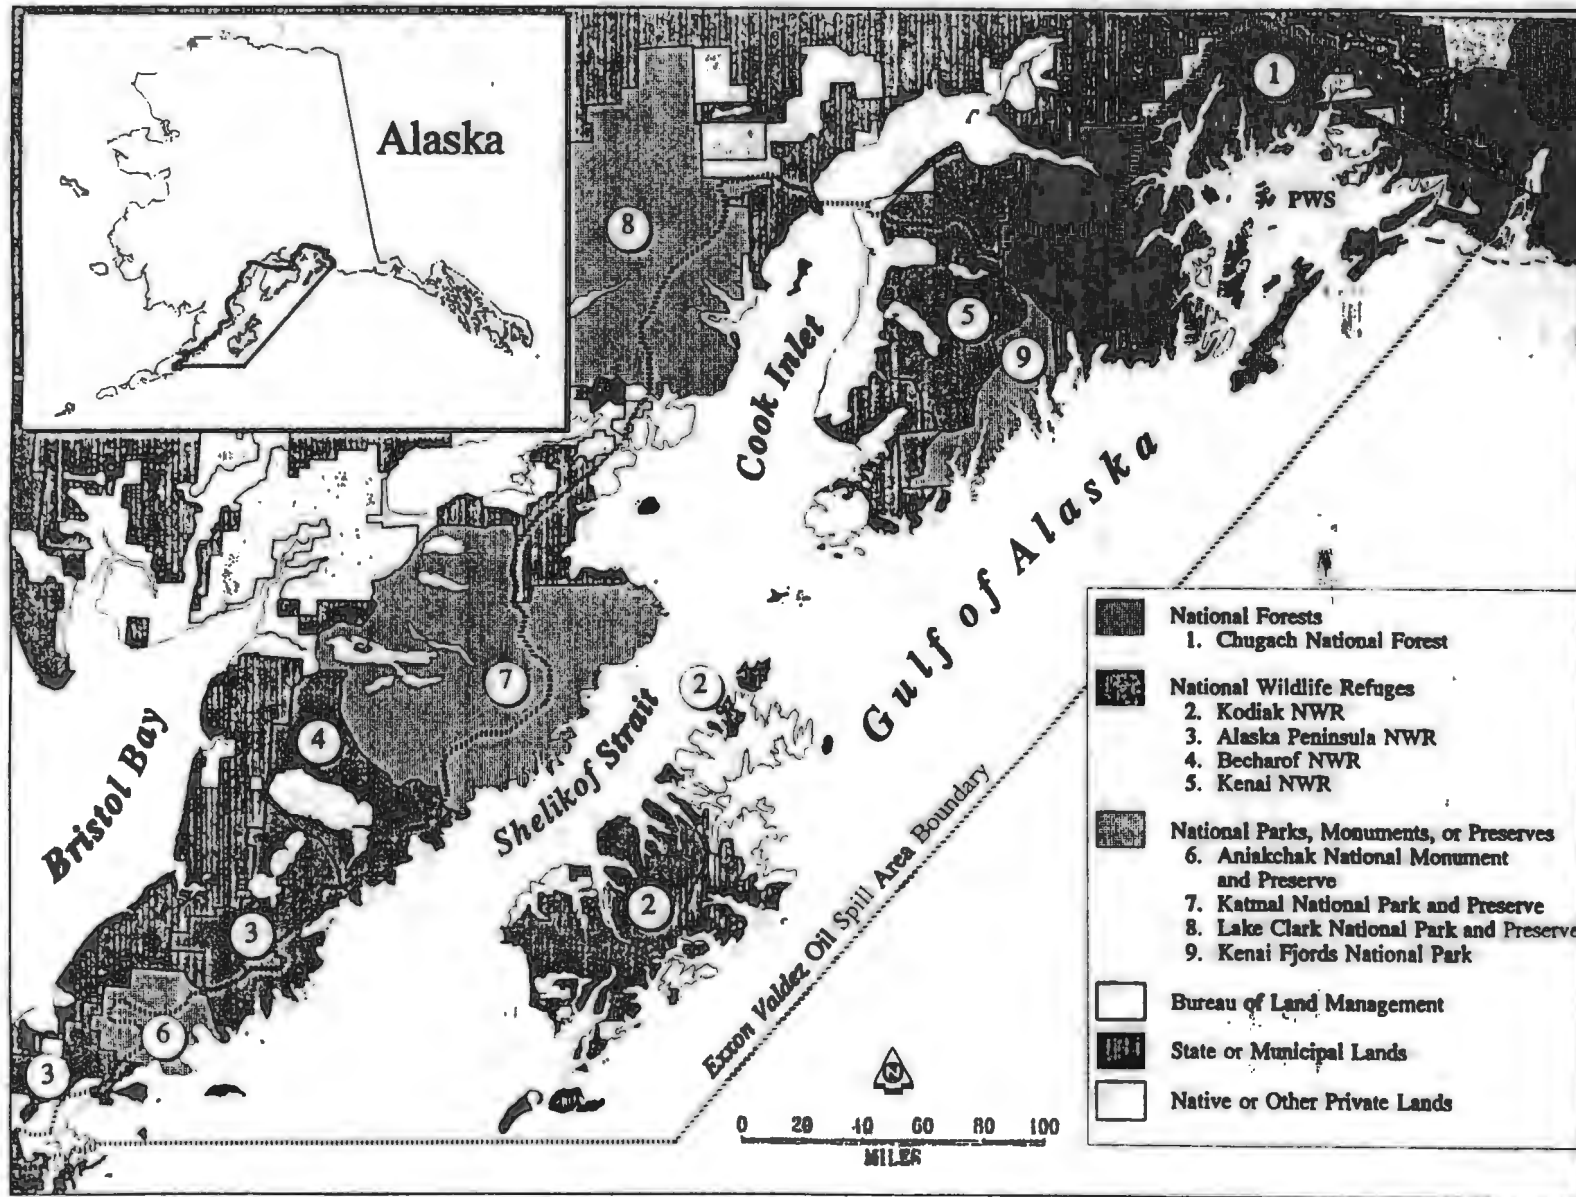 Alaska
1
PWS
8
5
9
Cook Inlet
Gulf of Alaska
7
2
4
Shelikof Strait
Bristol Bay
2
3
6
3
Exxon Valdez Oil Spill Area Boundary
N
0 20 40 60 80 100
MILES
National Forests
1. Chugach National Forest
National Wildlife Refuges
2. Kodiak NWR
3. Alaska Peninsula NWR
4. Becharof NWR
5. Kenai NWR
National Parks, Monuments, or Preserves
6. Aniakchak National Monument
and Preserve
7. Katmai National Park and Preserve
8. Lake Clark National Park and Preserve
9. Kenai Fjords National Park
Bureau of Land Management
State or Municipal Lands
Native or Other Private Lands